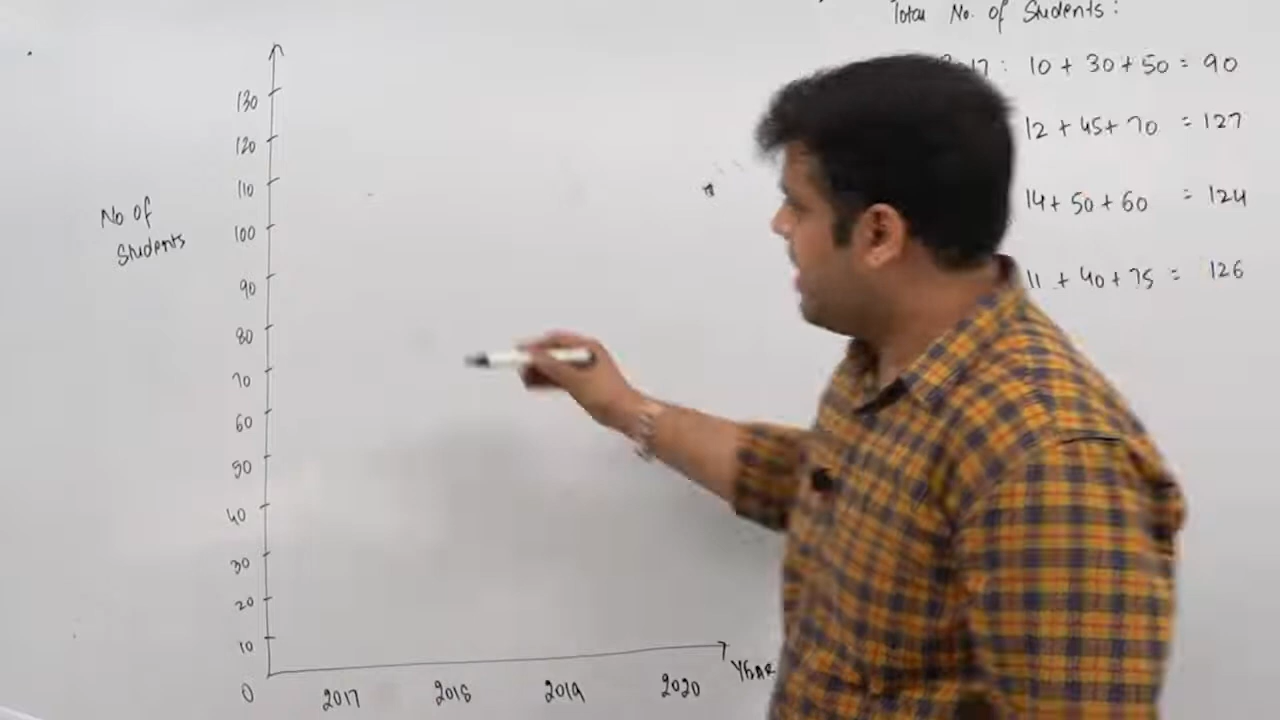 Total No. of Students:
17: 10 + 30 + 50 = 90
12 + 45 + 70 = 127
14 + 50 + 60 = 124
11 + 40 + 75 = 126
No of
Students
130
120
110
100
90
80
70
60
50
40
30
20
10
0
2017 2018 2019 2020 YEAR